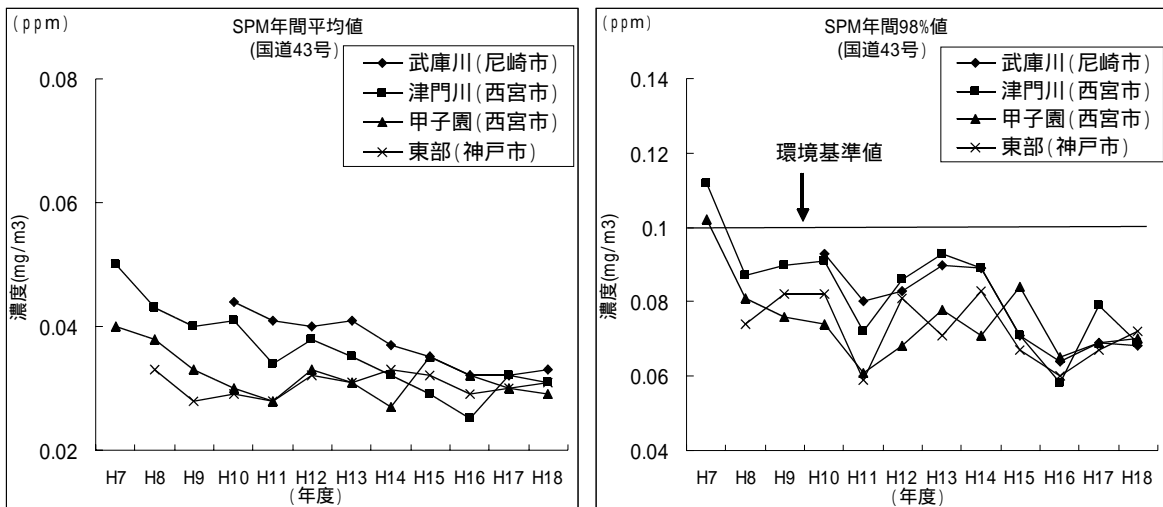 (ppm)
SPM年間平均値
(国道43号)
武庫川(尼崎市)
津門川(西宮市)
甲子園(西宮市)
東部(神戸市)
0.08
0.06
0.04
0.02
濃度(mg/m3)
H7 H8 H9 H10 H11 H12 H13 H14 H15 H16 H17 H18
(年度)
(ppm)
SPM年間98%値
(国道43号)
武庫川(尼崎市)
津門川(西宮市)
甲子園(西宮市)
東部(神戸市)
環境基準値
0.14
0.12
0.1
0.08
0.06
0.04
濃度(mg/m3)
H7 H8 H9 H10 H11 H12 H13 H14 H15 H16 H17 H18
(年度)